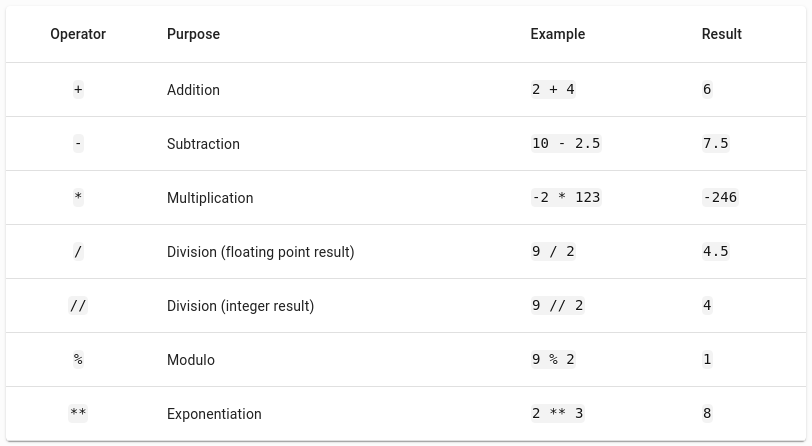 Operator Purpose Example Result
+ Addition 2 + 4 6
- Subtraction 10 - 2.5 7.5
* Multiplication -2 * 123 -246
/ Division (floating point result) 9 / 2 4.5
// Division (integer result) 9 // 2 4
% Modulo 9 % 2 1
** Exponentiation 2 ** 3 8